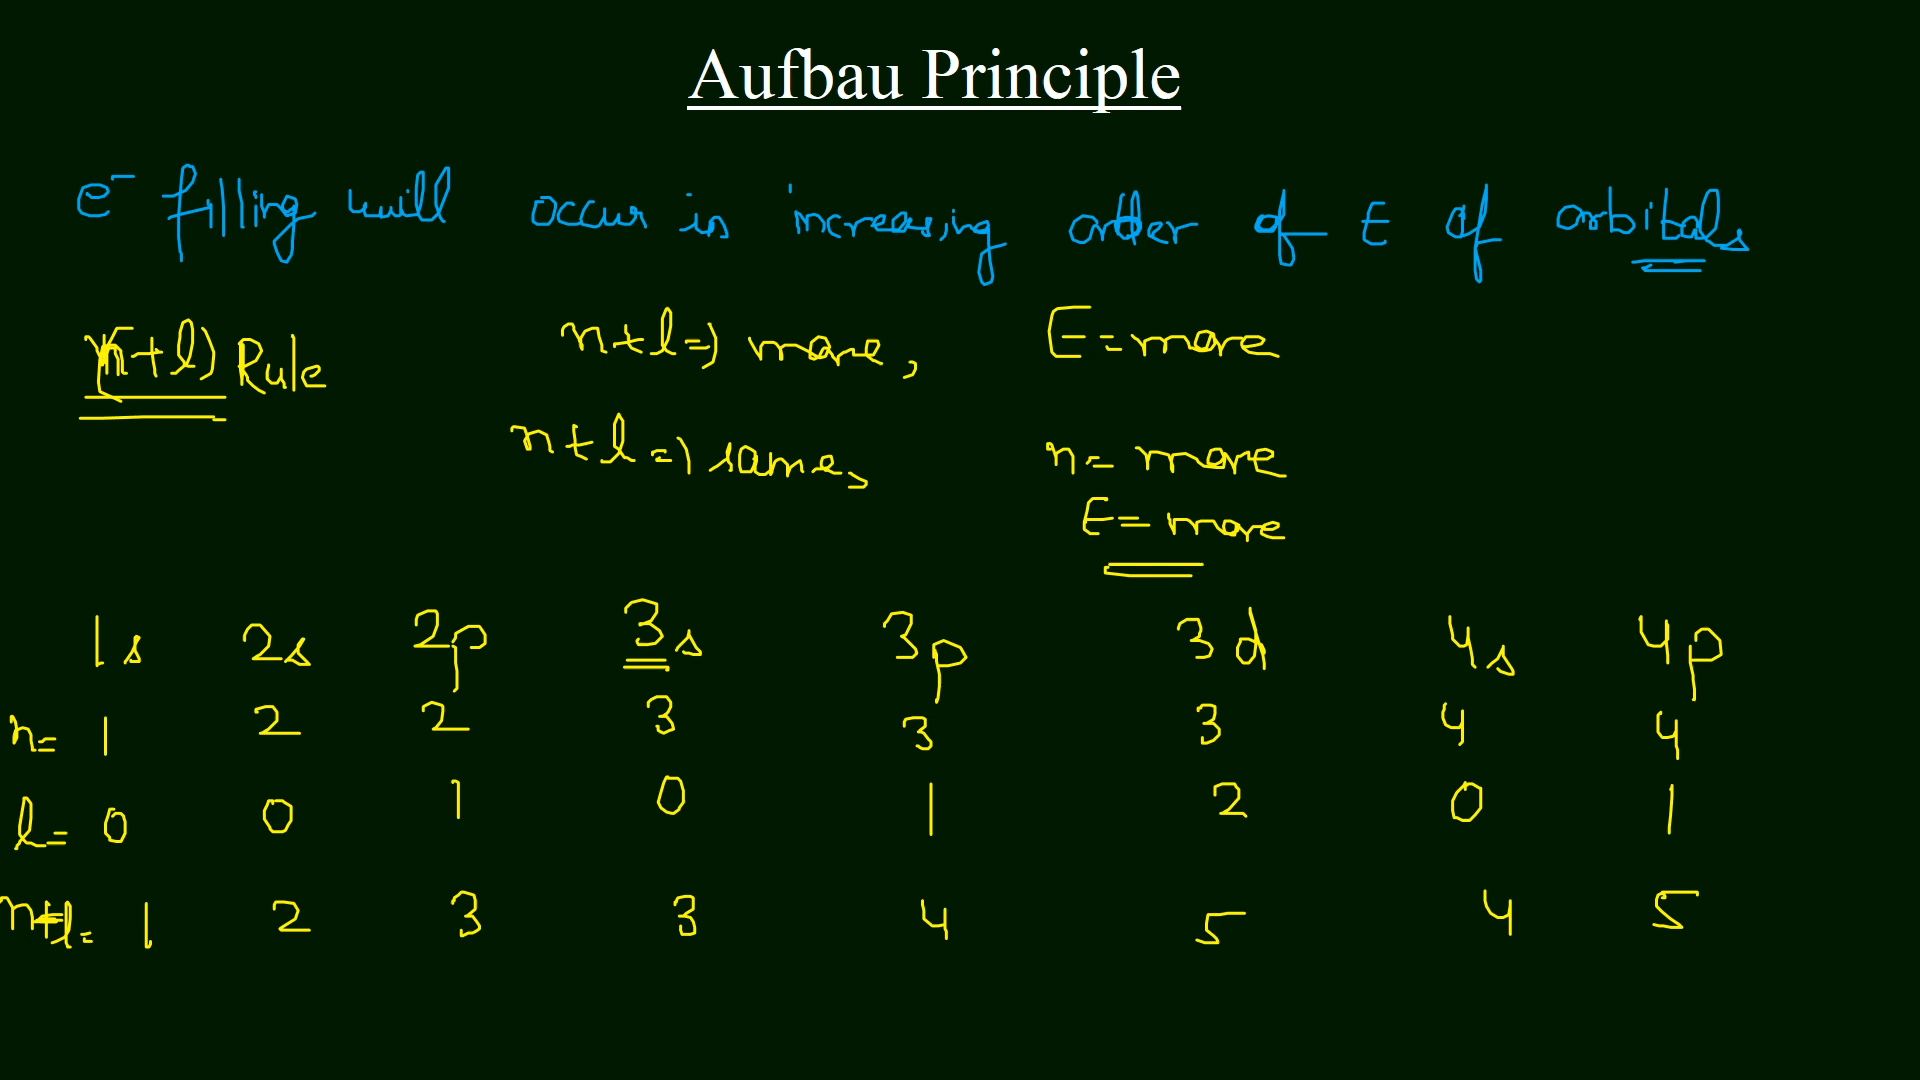 Aufbau Principle
e⁻ filling will occur in increasing order of E of orbitals
(n+l) Rule n+l=) more, E=more
n+l=) same, n= more
E= more
1s 2s 2p 3s 3p 3d 4s 4p
n= 1 2 2 3 3 3 4 4
l= 0 0 1 0 1 2 0 1
n+l= 1 2 3 3 4 5 4 5